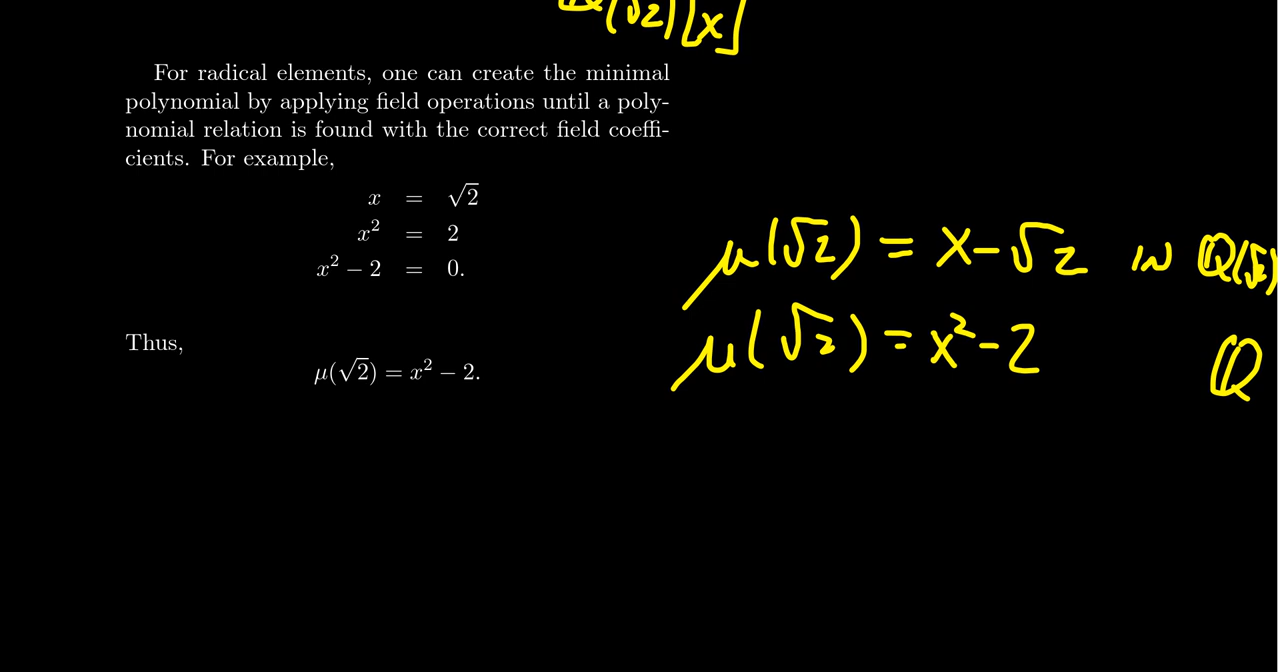 Q(√2)[x]
For radical elements, one can create the minimal
polynomial by applying field operations until a poly-
nomial relation is found with the correct field coeffi-
cients. For example,
x = √2
x² = 2
x² − 2 = 0.
Thus,
μ(√2) = x² − 2.
μ(√2) = x − √2 in Q(√2)
μ(√2) = x² − 2 Q